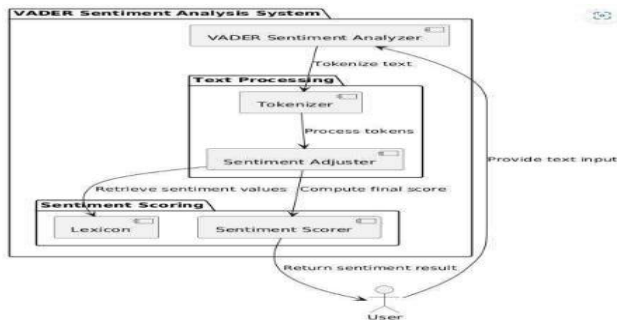 VADER Sentiment Analysis System
VADER Sentiment Analyzer
Tokenize text
Text Processing
Tokenizer
Process tokens
Sentiment Adjuster
Provide text input
Retrieve sentiment values
Compute final score
Sentiment Scoring
Lexicon
Sentiment Scorer
Return sentiment result
User